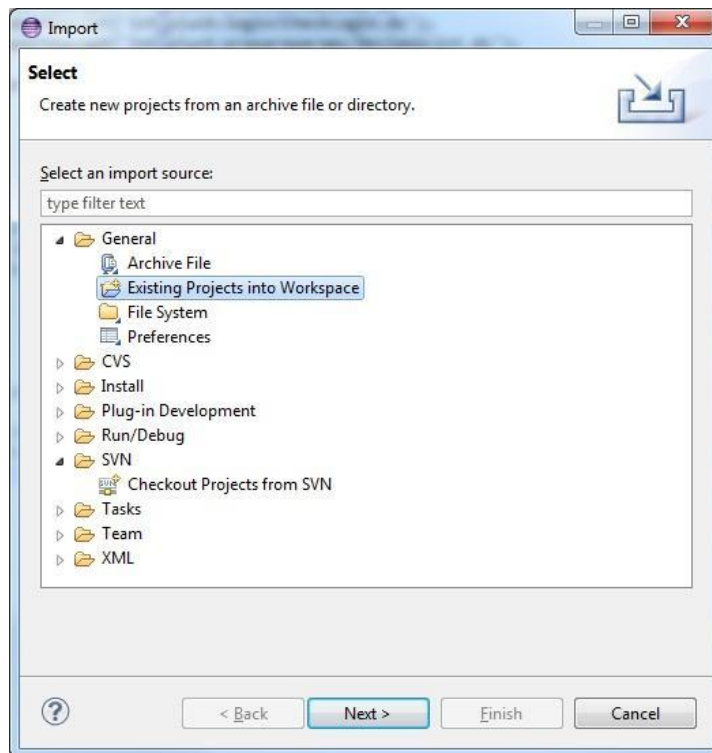 Import
Select
Create new projects from an archive file or directory.
Select an import source:
type filter text
General
Archive File
Existing Projects into Workspace
File System
Preferences
CVS
Install
Plug-in Development
Run/Debug
SVN
Checkout Projects from SVN
Tasks
Team
XML
< Back Next > Finish Cancel